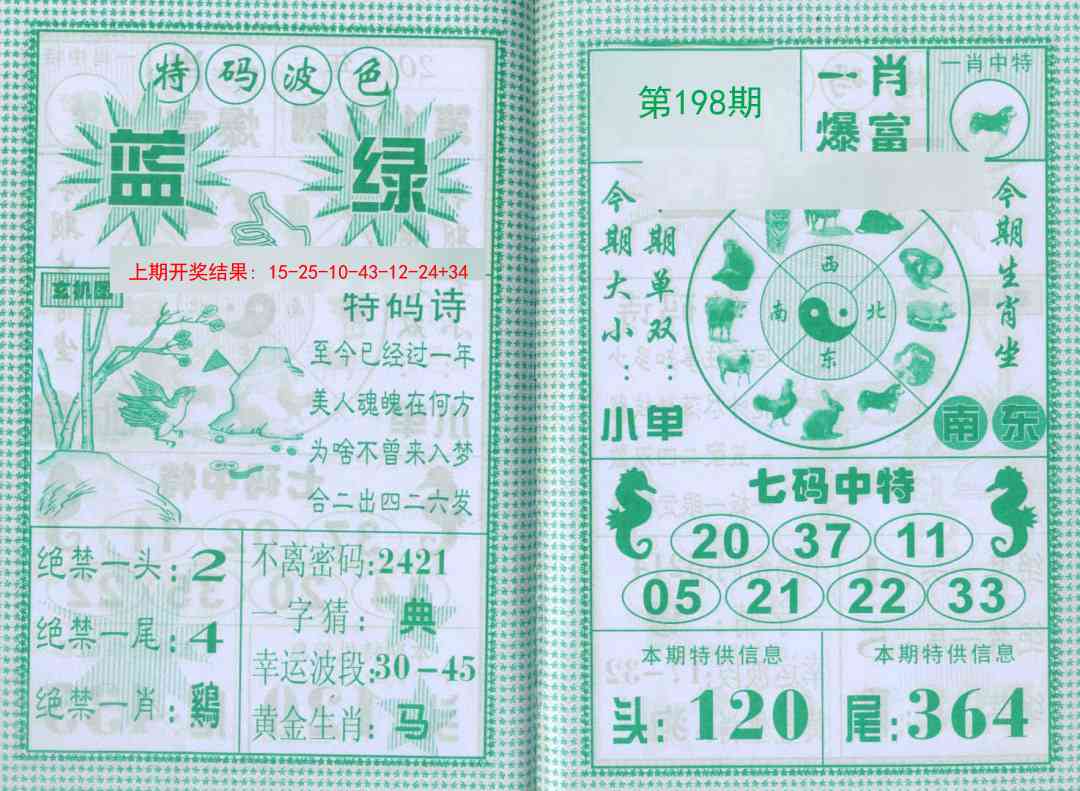 特码波色
蓝 绿
上期开奖结果：15-25-10-43-12-24+34
玄机图
特码诗
至今已经过一年
美人魂魄在何方
为啥不曾来入梦
合二出四二六发
绝禁一头：2
绝禁一尾：4
绝禁一肖：鷄
不离密码：2421
一字猜：典
幸运波段：30－45
黄金生肖：马
第198期
一肖
爆富
一肖中特
今期大小：
小
期单双：
单
西
南 北
东
今期生肖坐
南东
七码中特
20 37 11
05 21 22 33
本期特供信息
头：120
本期特供信息
尾：364